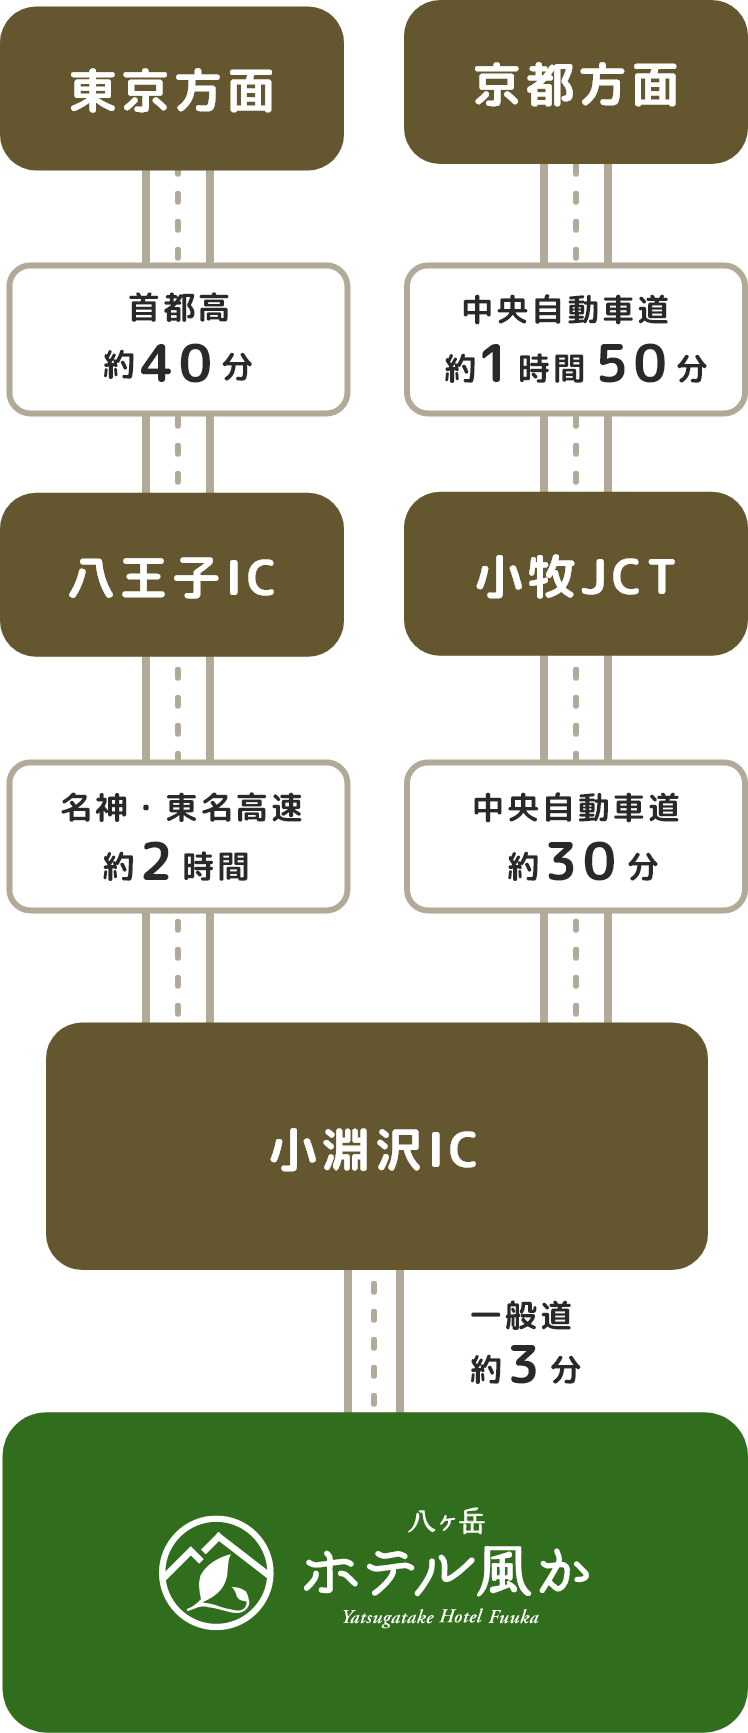 東京方面
首都高
約40分
八王子IC
名神・東名高速
約2時間
京都方面
中央自動車道
約1時間50分
小牧JCT
中央自動車道
約30分
小淵沢IC
一般道
約3分
八ヶ岳
ホテル風か
Yatsugatake Hotel Fuuka